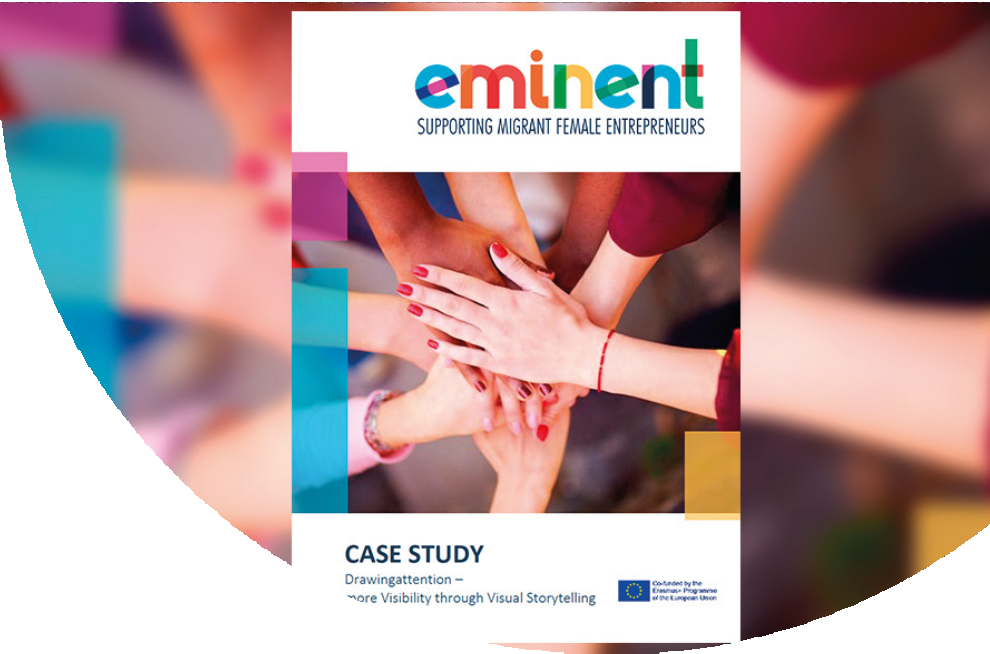 eminent
SUPPORTING MIGRANT FEMALE ENTREPRENEURS
CASE STUDY
Drawingattention –
more Visibility through Visual Storytelling
Co-funded by the
Erasmus+ Programme
of the European Union